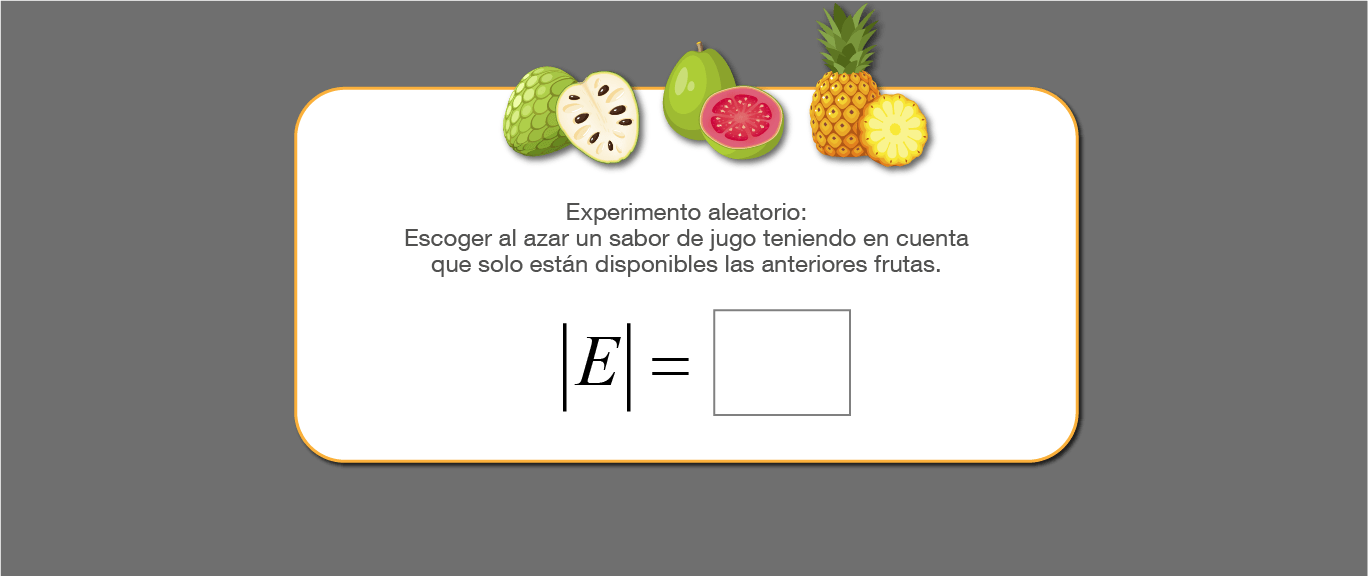 Experimento aleatorio:
Escoger al azar un sabor de jugo teniendo en cuenta
que solo están disponibles las anteriores frutas.
|E| =